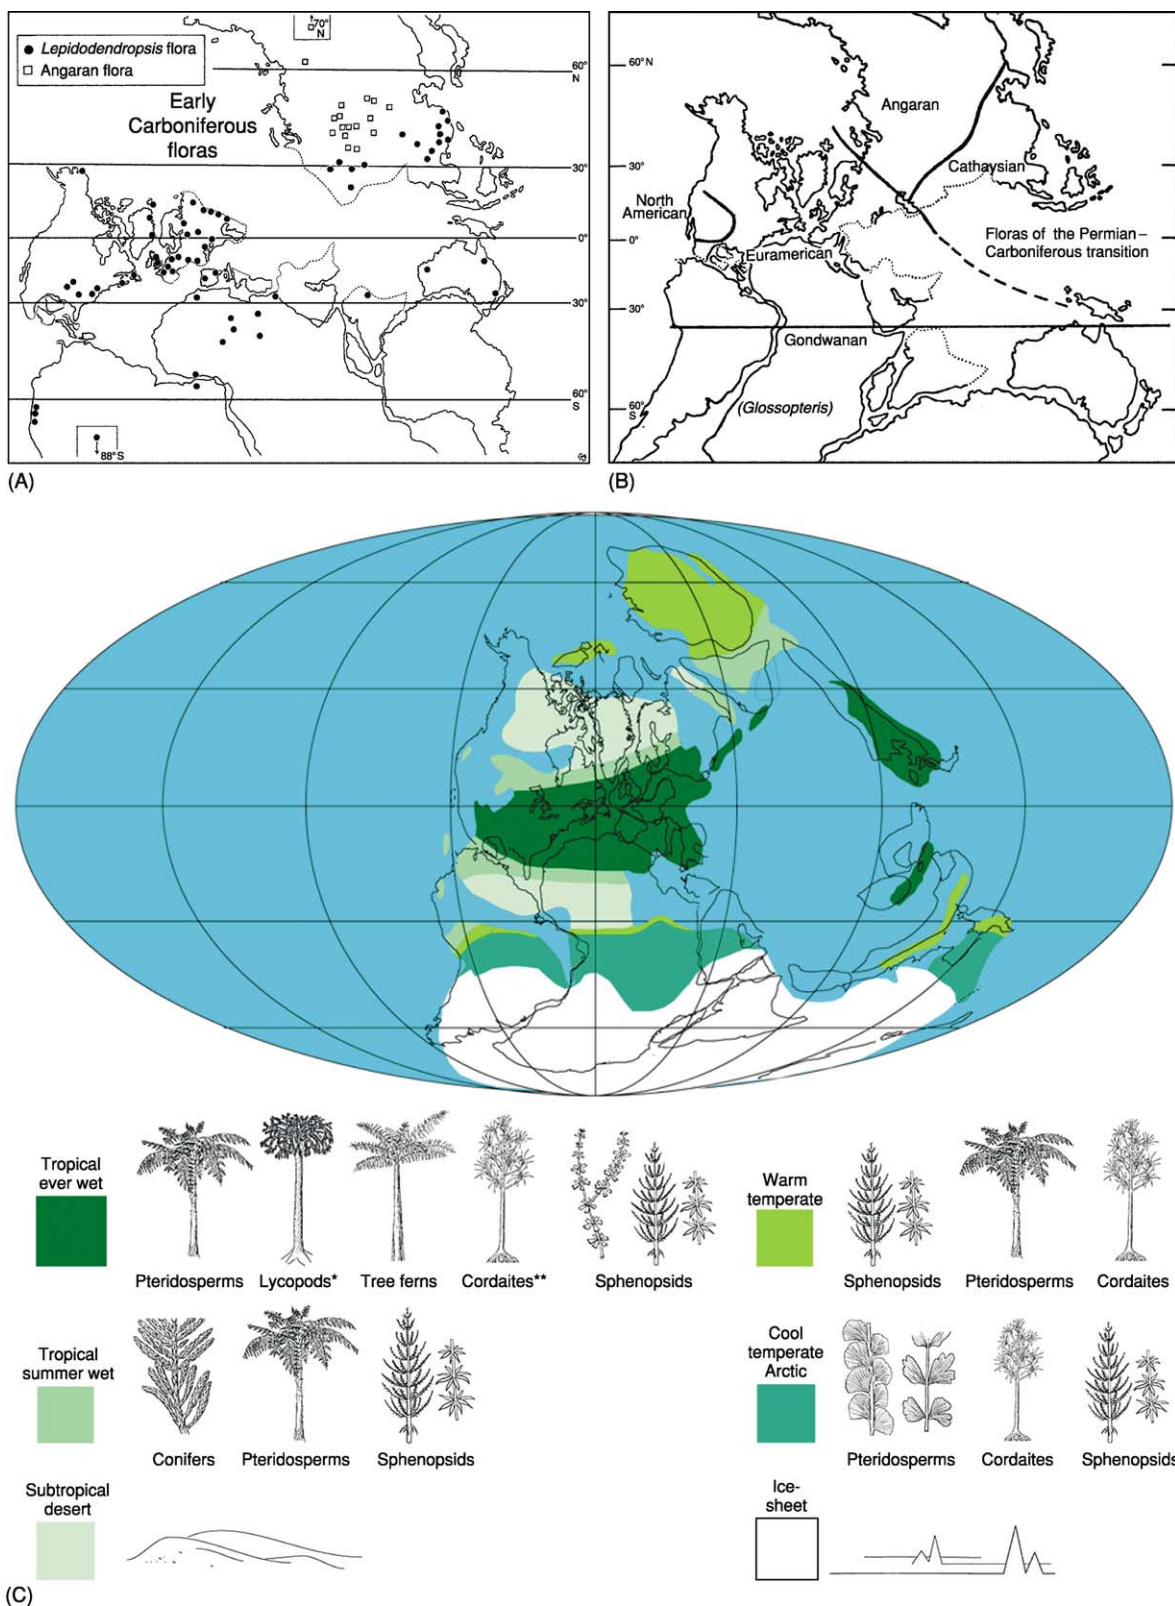 Lepidodendropsis flora
Angaran flora
70°
N
60°
N
Early
Carboniferous
floras
30°
0°
30°
60°
S
88° S
(A)
60° N
Angaran
30°
Cathaysian
North
American
0°
Euramerican
Floras of the Permian–
Carboniferous transition
30°
Gondwanan
60°
S
(Glossopteris)
(B)
Tropical
ever wet
Pteridosperms
Lycopods*
Tree ferns
Cordaites**
Sphenopsids
Warm
temperate
Sphenopsids
Pteridosperms
Cordaites
Tropical
summer wet
Conifers
Pteridosperms
Sphenopsids
Cool
temperate
Arctic
Pteridosperms
Cordaites
Sphenopsids
Subtropical
desert
Ice-
sheet
(C)